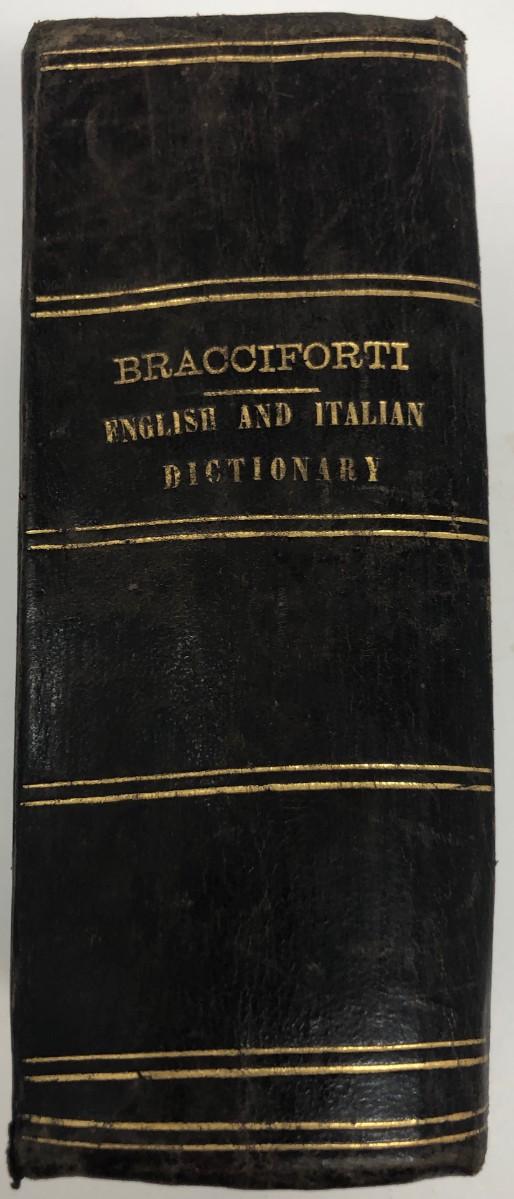 BRACCIFORTI
ENGLISH AND ITALIAN
DICTIONARY